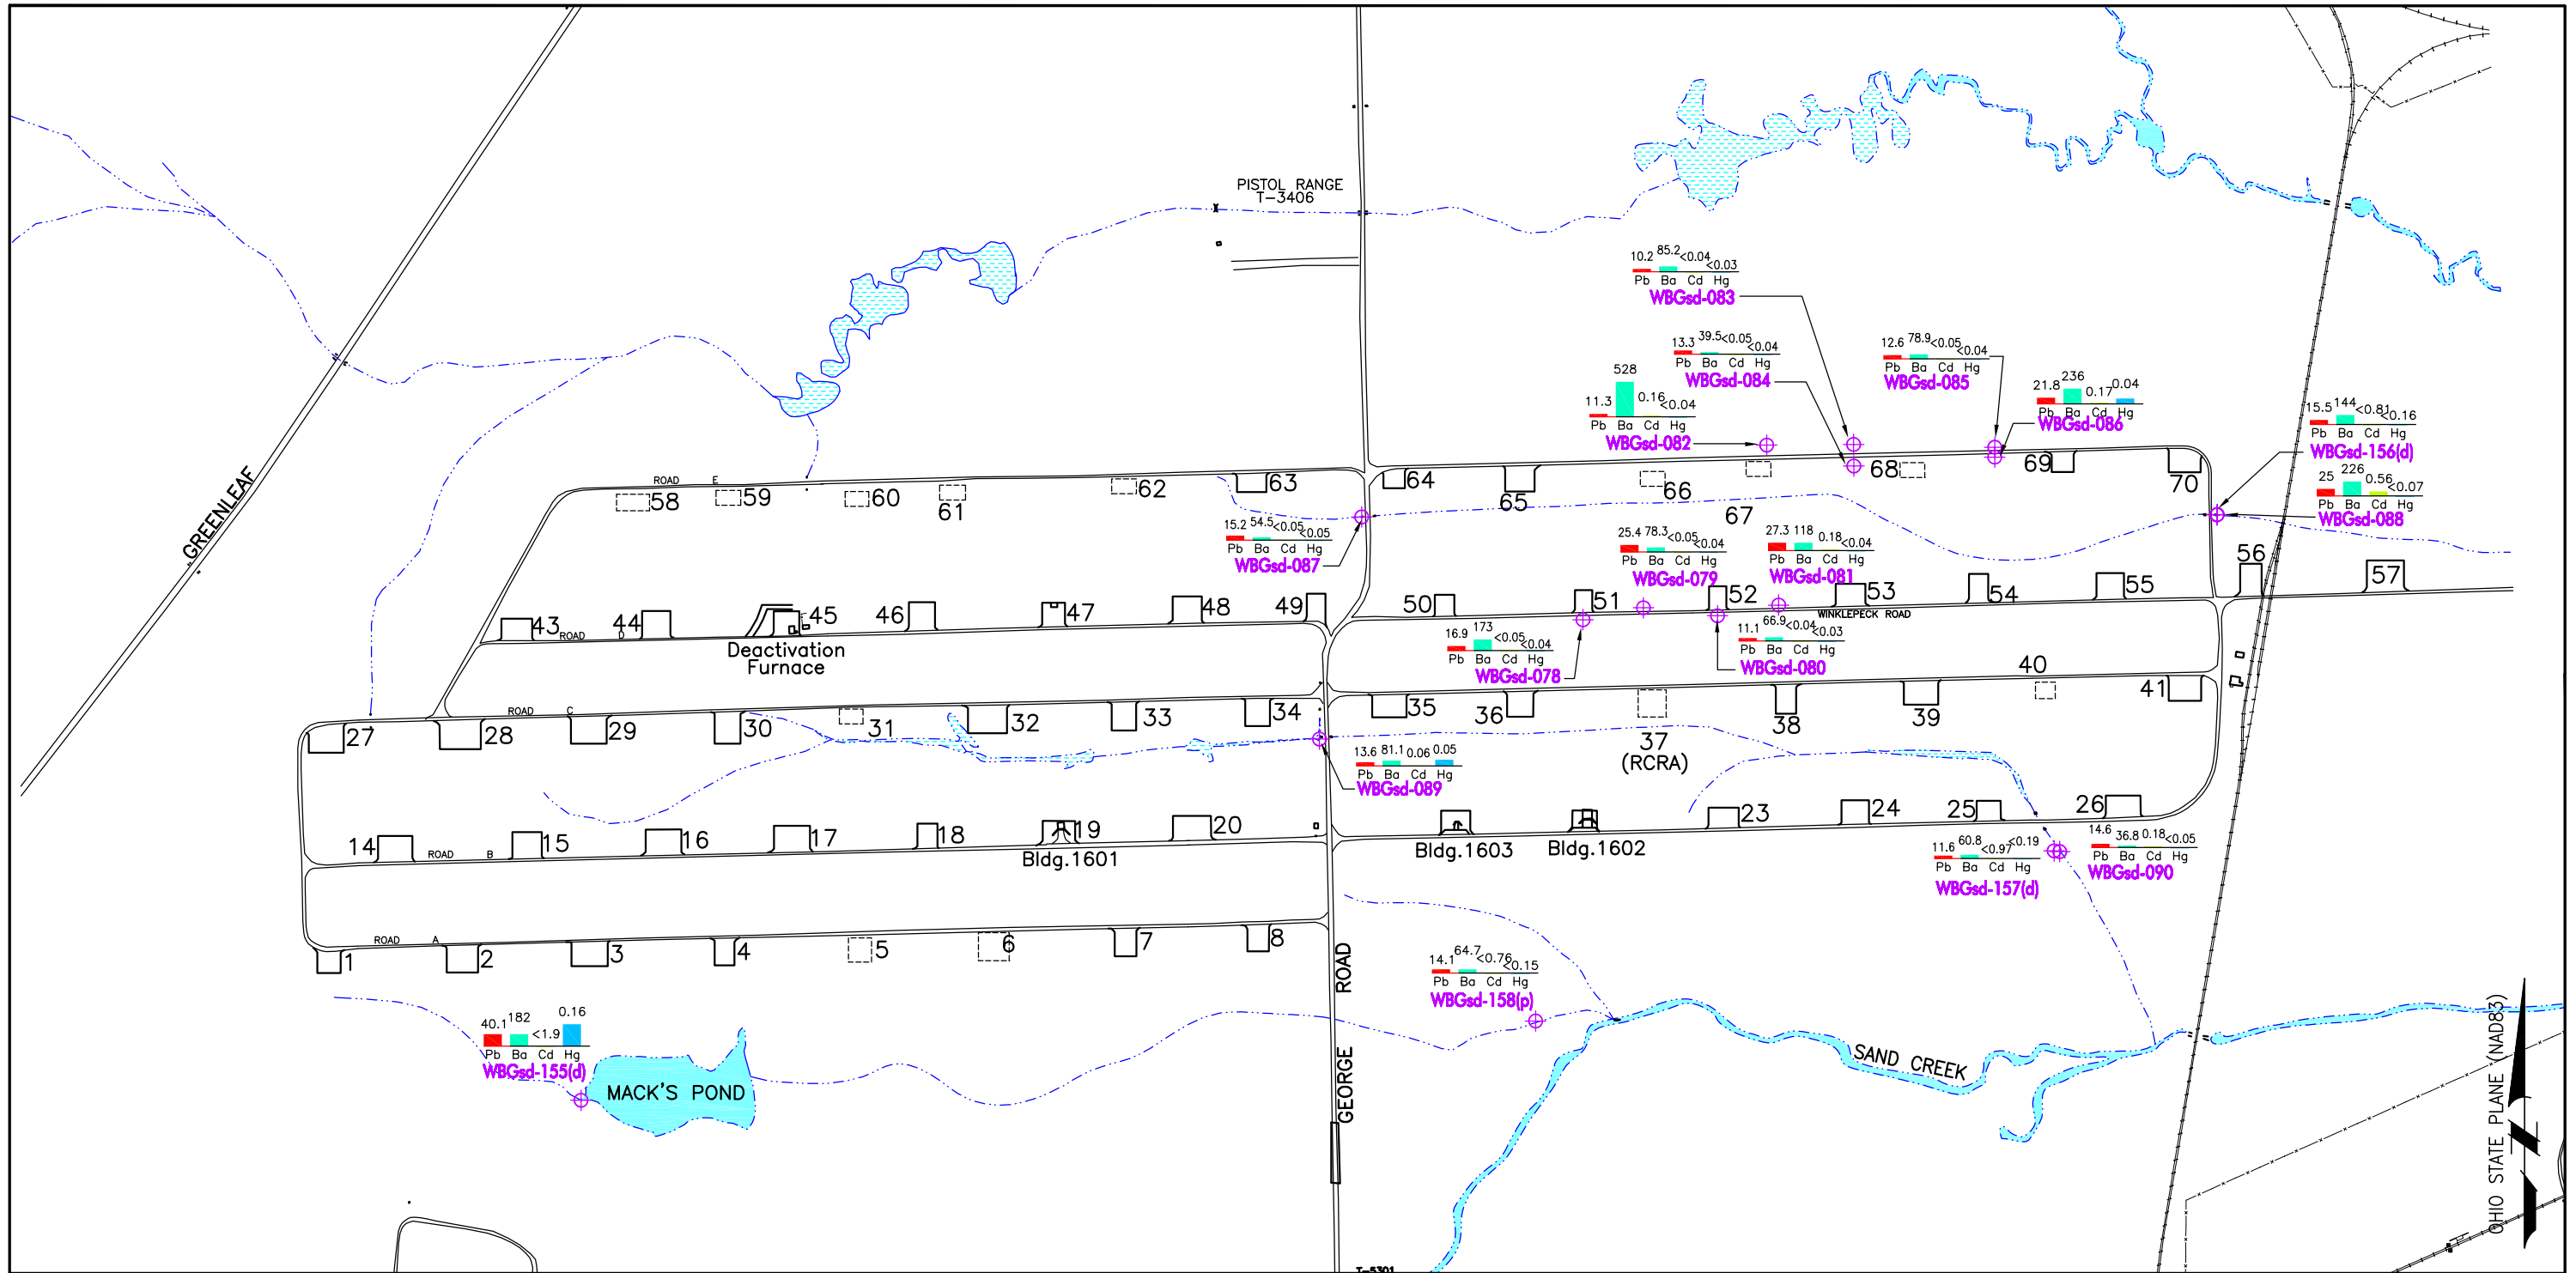 PISTOL RANGE
T-3406
10.2 85.2 <0.04 <0.03
Pb Ba Cd Hg
WBGsd-083
13.3 39.5 <0.05 <0.04
Pb Ba Cd Hg
WBGsd-084
12.6 78.9 <0.05 <0.04
Pb Ba Cd Hg
WBGsd-085
528
11.3 0.16 <0.04
Pb Ba Cd Hg
WBGsd-082
21.8 236 0.17 0.04
Pb Ba Cd Hg
WBGsd-086
15.5 144 <0.81 <0.16
Pb Ba Cd Hg
WBGsd-156(d)
25 226 0.56 <0.07
Pb Ba Cd Hg
WBGsd-088
GREENLEAF
ROAD E
58 59 60 61 62 63 64 65 66 67 68 69 70
15.2 54.5 <0.05 <0.05
Pb Ba Cd Hg
WBGsd-087
25.4 78.3 <0.05 <0.04
Pb Ba Cd Hg
WBGsd-079
27.3 118 0.18 <0.04
Pb Ba Cd Hg
WBGsd-081
43 44 45 46 47 48 49 50 51 52 53 54 55 56 57
ROAD D
WINKLEPECK ROAD
Deactivation
Furnace
16.9 173 <0.05 <0.04
Pb Ba Cd Hg
WBGsd-078
11.1 66.9 <0.04 <0.03
Pb Ba Cd Hg
WBGsd-080
ROAD C
27 28 29 30 31 32 33 34 35 36 37 38 39 40 41
(RCRA)
13.6 81.1 0.06 0.05
Pb Ba Cd Hg
WBGsd-089
14 15 16 17 18 19 20 23 24 25 26
ROAD B
Bldg.1601
Bldg.1603
Bldg.1602
11.6 60.8 <0.97 <0.19
Pb Ba Cd Hg
WBGsd-157(d)
14.6 36.8 0.18 <0.05
Pb Ba Cd Hg
WBGsd-090
ROAD A
1 2 3 4 5 6 7 8
GEORGE ROAD
14.1 64.7 <0.76 <0.15
Pb Ba Cd Hg
WBGsd-158(p)
40.1 182 <1.9 0.16
Pb Ba Cd Hg
WBGsd-155(d)
MACK'S POND
SAND CREEK
OHIO STATE PLANE (NAD83)
T-5301